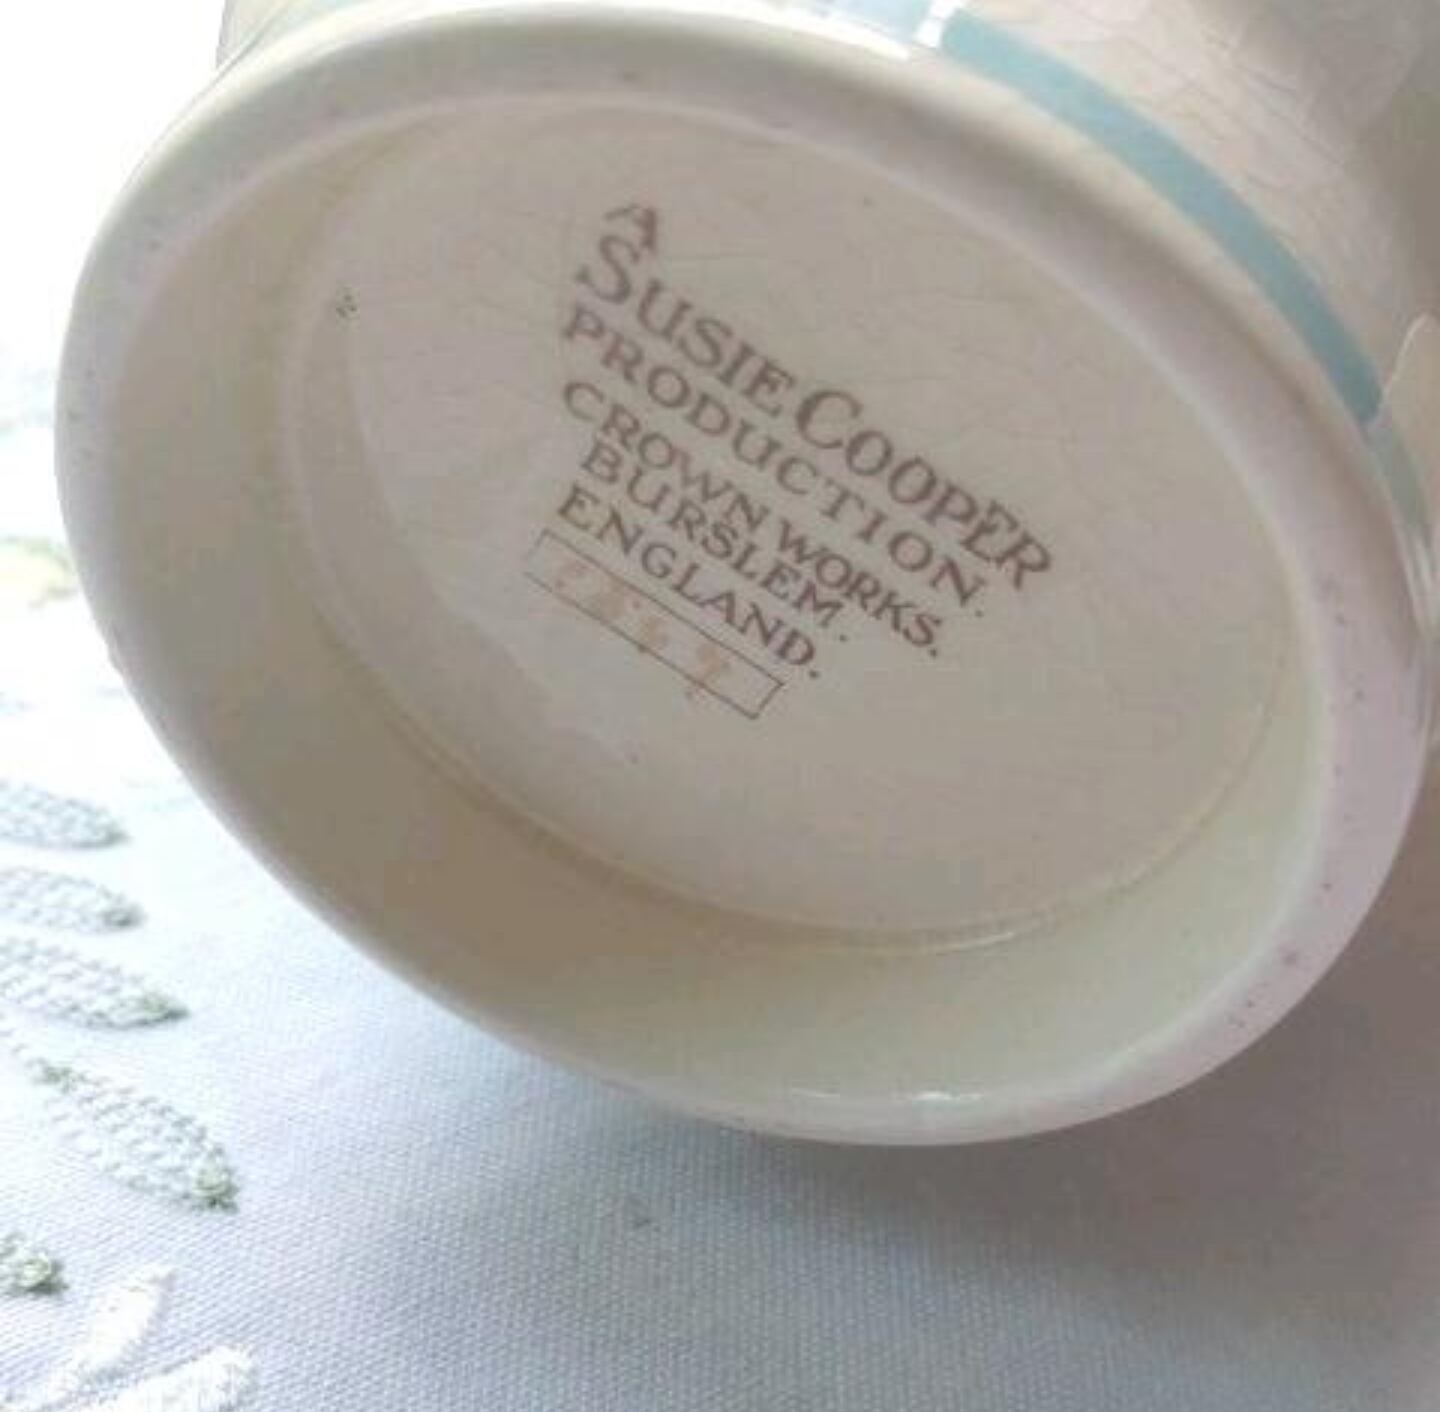 A
SUSIE COOPER
PRODUCTION.
CROWN WORKS.
BURSLEM.
ENGLAND.